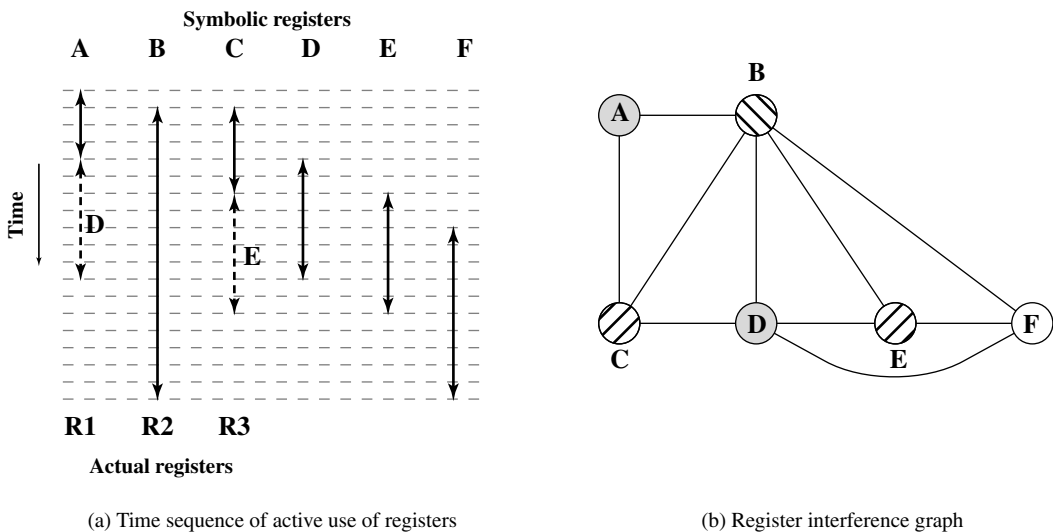 Symbolic registers
A B C D E F
Time
D
E
R1 R2 R3
Actual registers
(a) Time sequence of active use of registers
B
A
C
D
E
F
(b) Register interference graph